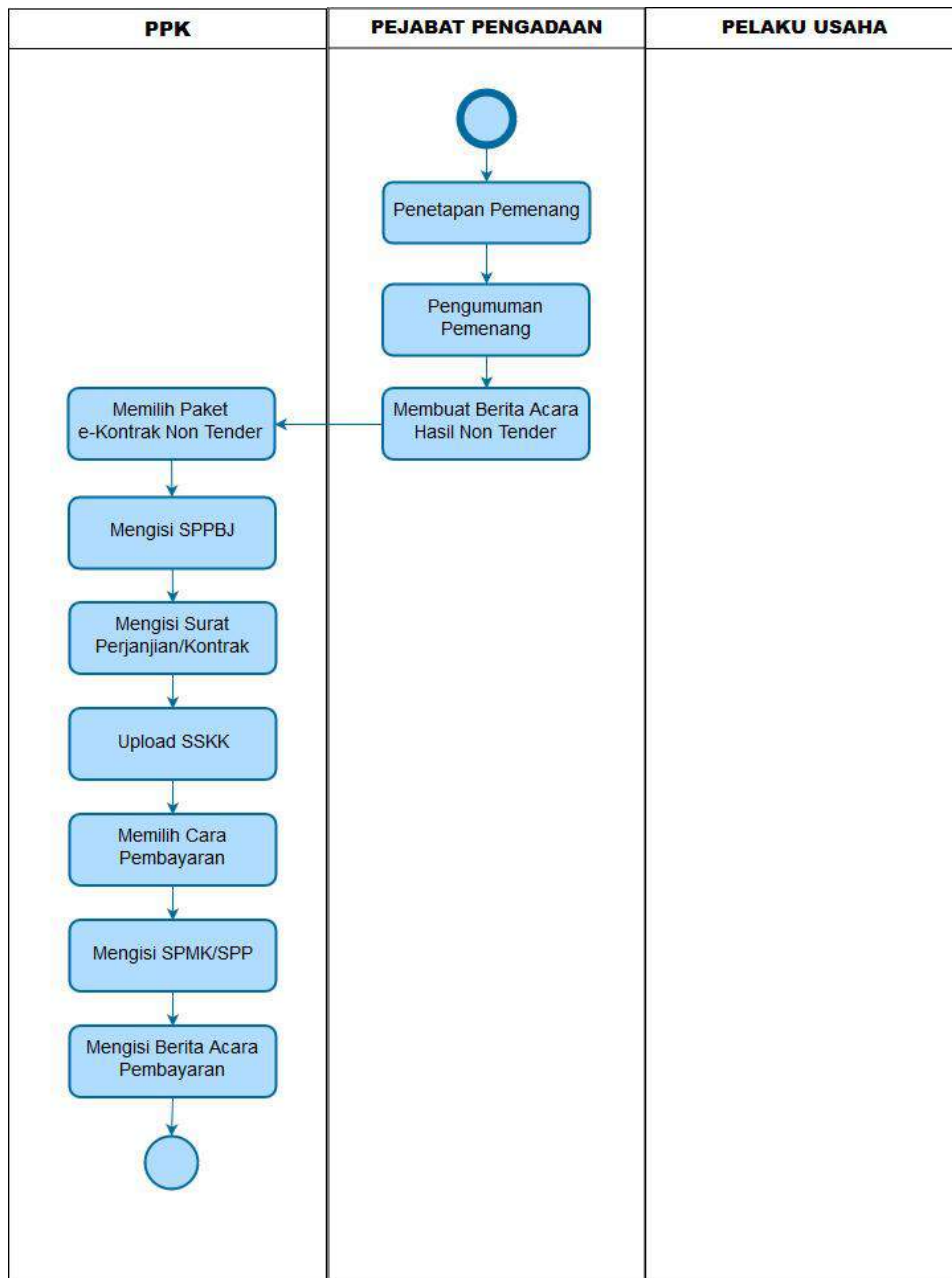 PPK
PEJABAT PENGADAAN
PELAKU USAHA
Penetapan Pemenang
Pengumuman
Pemenang
Membuat Berita Acara
Hasil Non Tender
Memilih Paket
e-Kontrak Non Tender
Mengisi SPPBJ
Mengisi Surat
Perjanjian/Kontrak
Upload SSKK
Memilih Cara
Pembayaran
Mengisi SPMK/SPP
Mengisi Berita Acara
Pembayaran